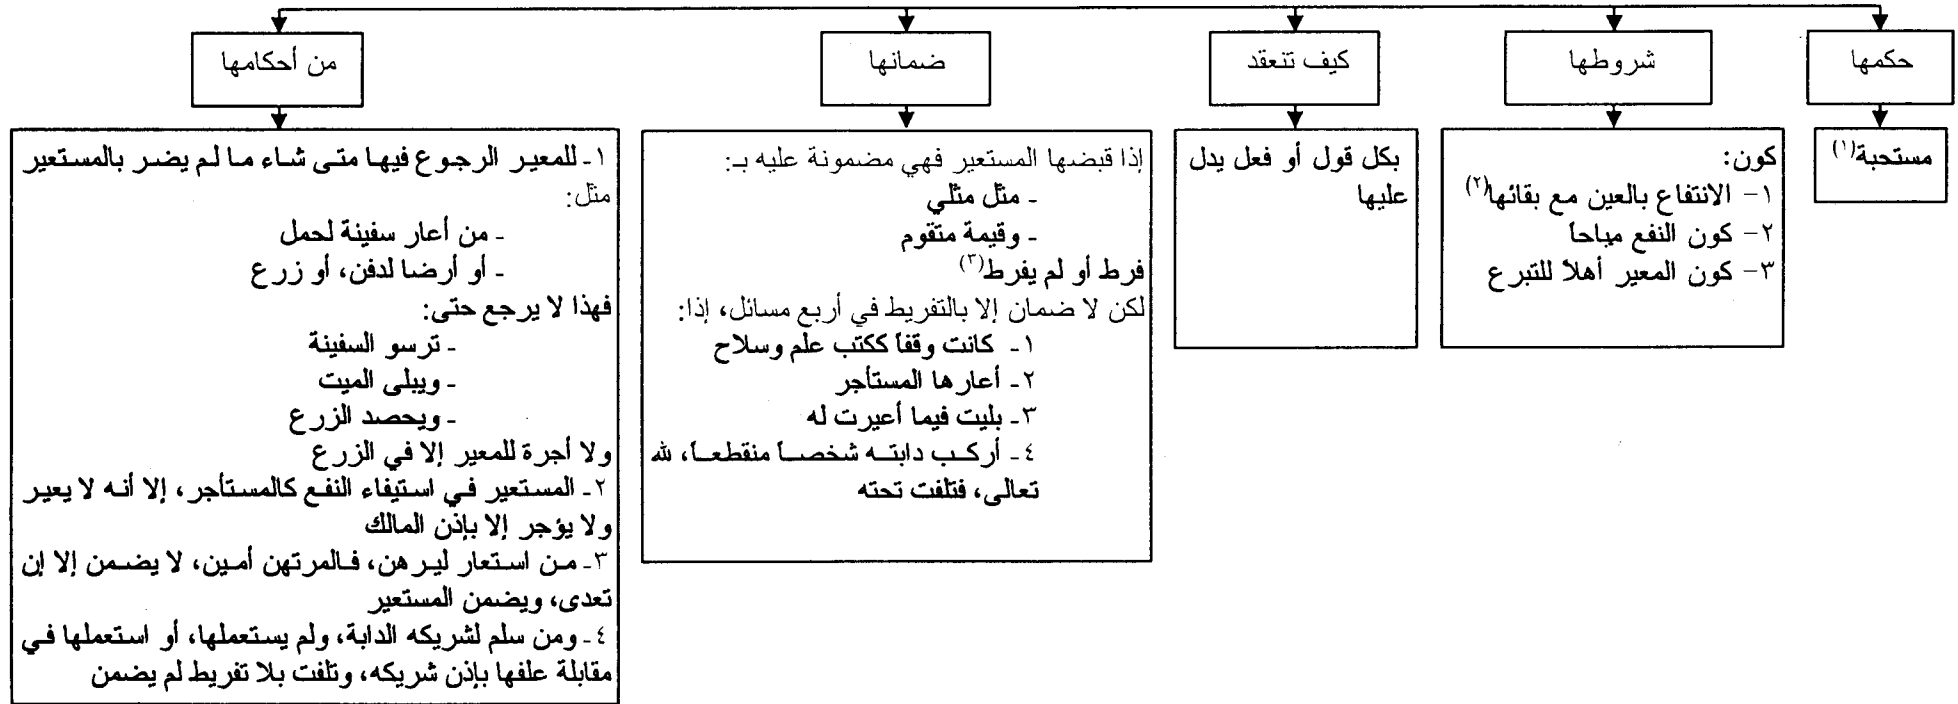 حكمها
مستحبة(١)
شروطها
كون:
١- الانتفاع بالعين مع بقائها(٢)
٢- كون النفع مباحاً
٣- كون المعير أهلاً للتبرع
كيف تنعقد
بكل قول أو فعل يدل
عليها
ضمانها
إذا قبضها المستعير فهي مضمونة عليه بـ:
- مثل مثلي
- وقيمة متقوم
فرط أو لم يفرط(٣)
لكن لا ضمان إلا بالتفريط في أربع مسائل، إذا:
١- كانت وقفاً ككتب علم وسلاح
٢- أعارها المستأجر
٣- بليت فيما أعيرت له
٤- أركب دابته شخصاً منقطعاً، لله
تعالى، فتلفت تحته
من أحكامها
١- للمعير الرجوع فيها متى شاء ما لم يضر بالمستعير
مثل:
- من أعار سفينة لحمل
- أو أرضا لدفن، أو زرع
فهذا لا يرجع حتى:
- ترسو السفينة
- ويبلى الميت
- ويحصد الزرع
ولا أجرة للمعير إلا في الزرع
٢- المستعير في استيفاء النفع كالمستأجر، إلا أنه لا يعير
ولا يؤجر إلا بإذن المالك
٣- من استعار ليرهن، فالمرتهن أمين، لا يضمن إلا إن
تعدى، ويضمن المستعير
٤- ومن سلم لشريكه الدابة، ولم يستعملها، أو استعملها في
مقابلة علفها بإذن شريكه، وتلفت بلا تفريط لم يضمن